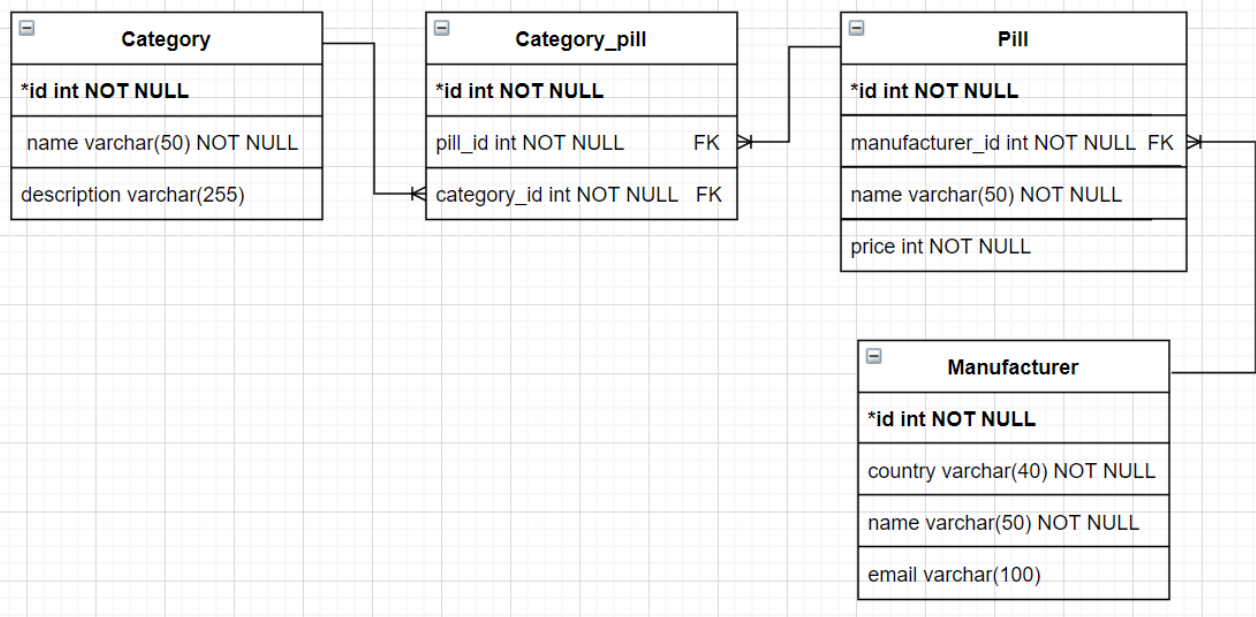 Category
*id int NOT NULL
name varchar(50) NOT NULL
description varchar(255)
Category_pill
*id int NOT NULL
pill_id int NOT NULL FK
category_id int NOT NULL FK
Pill
*id int NOT NULL
manufacturer_id int NOT NULL FK
name varchar(50) NOT NULL
price int NOT NULL
Manufacturer
*id int NOT NULL
country varchar(40) NOT NULL
name varchar(50) NOT NULL
email varchar(100)